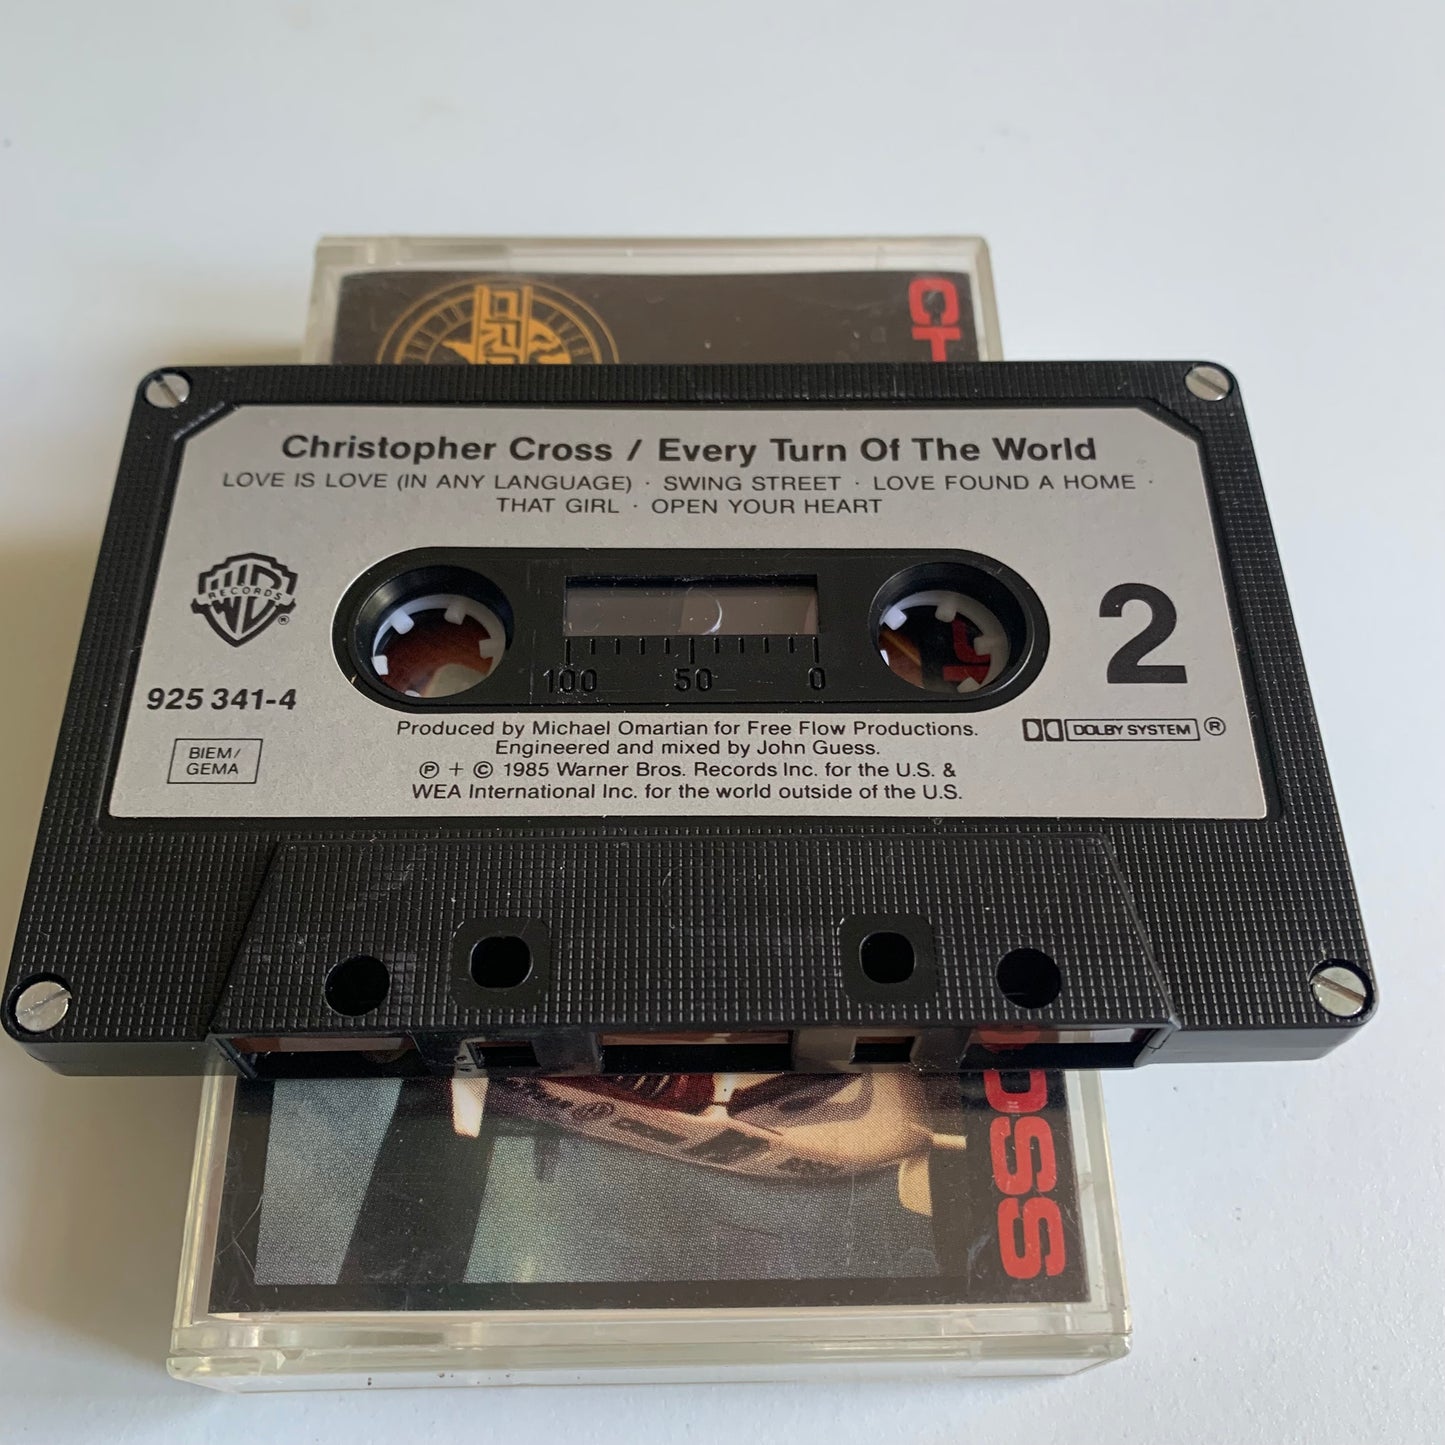 CH
Christopher Cross / Every Turn Of The World
LOVE IS LOVE (IN ANY LANGUAGE) · SWING STREET · LOVE FOUND A HOME ·
THAT GIRL · OPEN YOUR HEART
WB
RECORDS
®
2
100 50 0
925 341-4
BIEM/
GEMA
Produced by Michael Omartian for Free Flow Productions.
Engineered and mixed by John Guess.
℗ + © 1985 Warner Bros. Records Inc. for the U.S. &
WEA International Inc. for the world outside of the U.S.
DOLBY SYSTEM ®
OSS